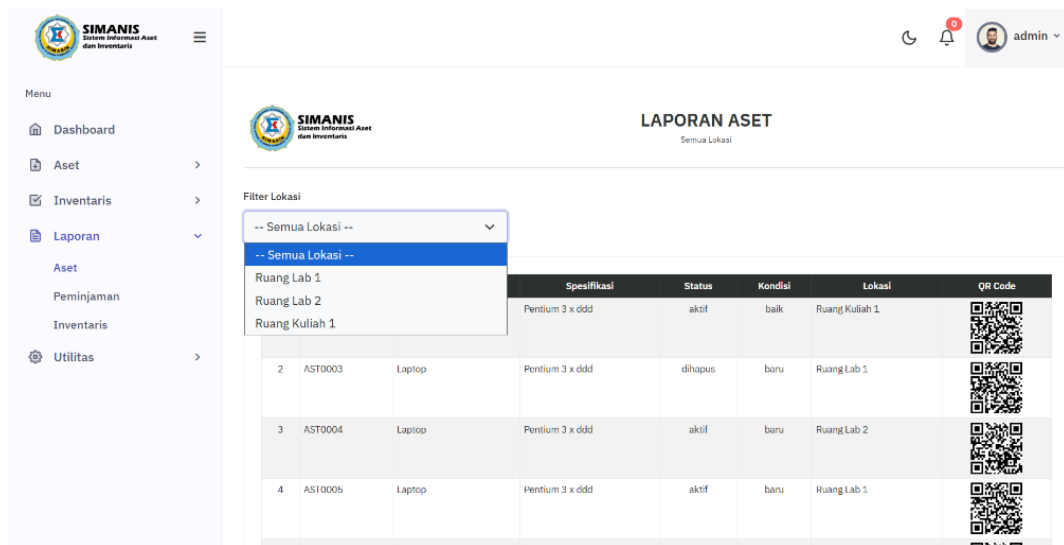 SIMANIS
Sistem Informasi Aset
dan Inventaris
0
admin
Menu
Dashboard
Aset
Inventaris
Laporan
Aset
Peminjaman
Inventaris
Utilitas
SIMANIS
Sistem Informasi Aset
dan Inventaris
LAPORAN ASET
Semua Lokasi
Filter Lokasi
-- Semua Lokasi --
-- Semua Lokasi --
Ruang Lab 1
Ruang Lab 2
Ruang Kuliah 1
Spesifikasi Status Kondisi Lokasi QR Code
Pentium 3 x ddd aktif baik Ruang Kuliah 1
2 AST0003 Laptop Pentium 3 x ddd dihapus baru Ruang Lab 1
3 AST0004 Laptop Pentium 3 x ddd aktif baru Ruang Lab 2
4 AST0005 Laptop Pentium 3 x ddd aktif baru Ruang Lab 1